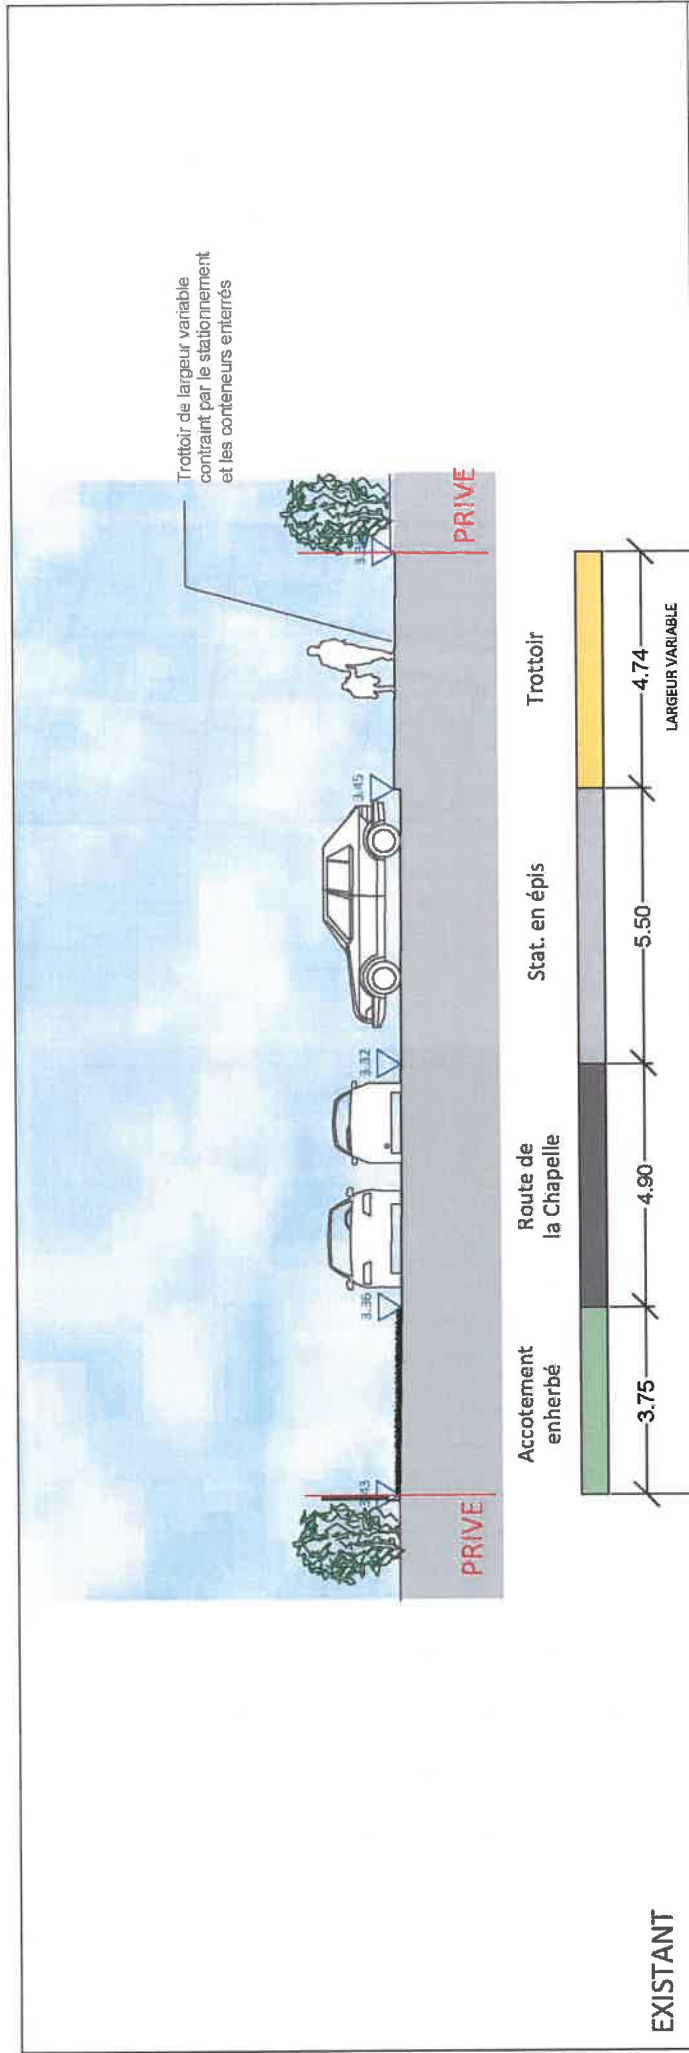 Trottoir de largeur variable
contraint par le stationnement
et les conteneurs enterrés
3.43
3.36
3.32
3.45
PRIVE
PRIVE
Accotement
enherbé
Route de
la Chapelle
Stat. en épis
Trottoir
3.75
4.90
5.50
4.74
LARGEUR VARIABLE
EXISTANT